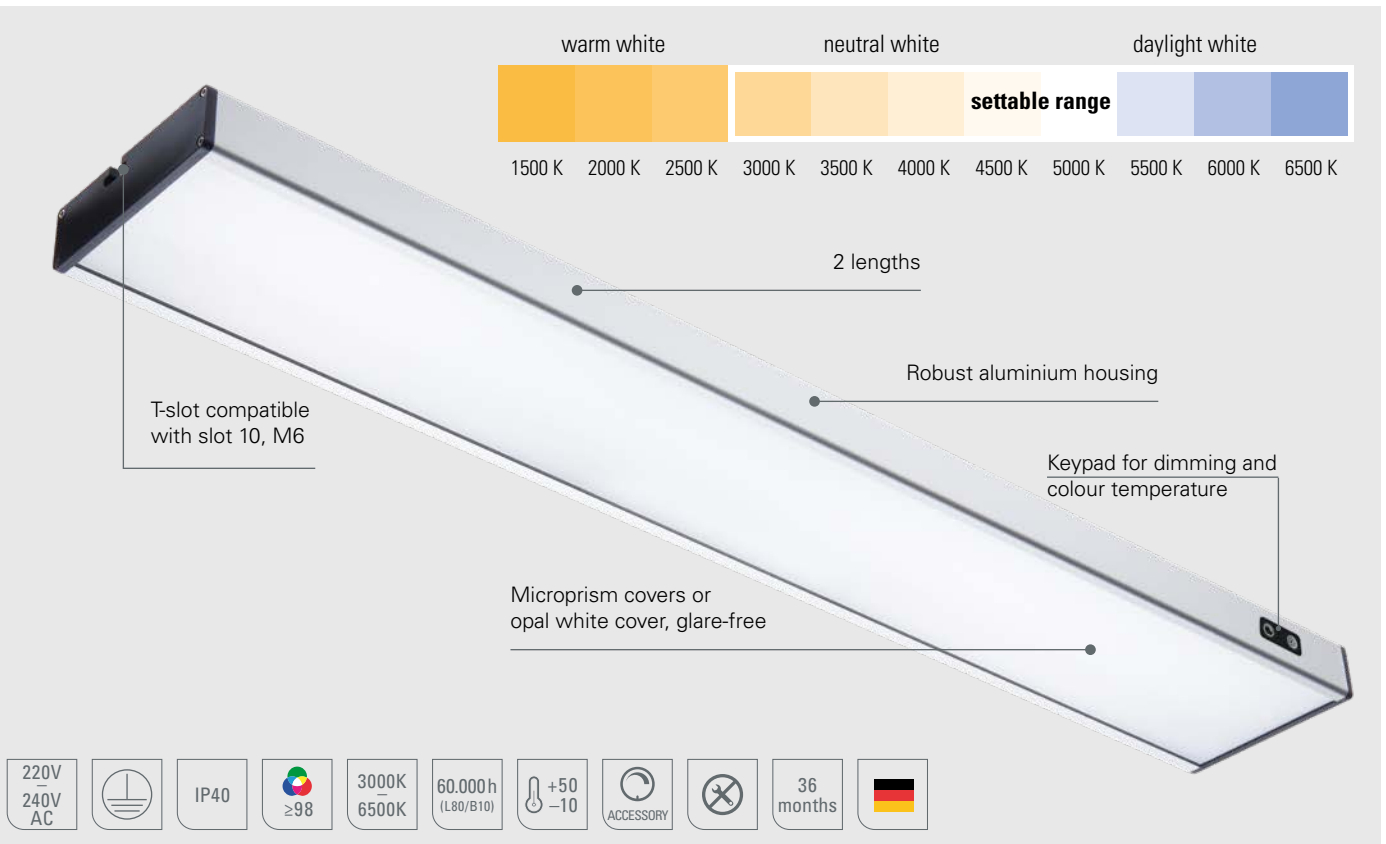 warm white
neutral white
daylight white
settable range
1500 K 2000 K 2500 K 3000 K 3500 K 4000 K 4500 K 5000 K 5500 K 6000 K 6500 K
2 lengths
Robust aluminium housing
T-slot compatible
with slot 10, M6
Keypad for dimming and
colour temperature
Microprism covers or
opal white cover, glare-free
220V
–
240V
AC
IP40
≥98
3000K
–
6500K
60.000 h
(L80/B10)
+50
–10
ACCESSORY
36
months